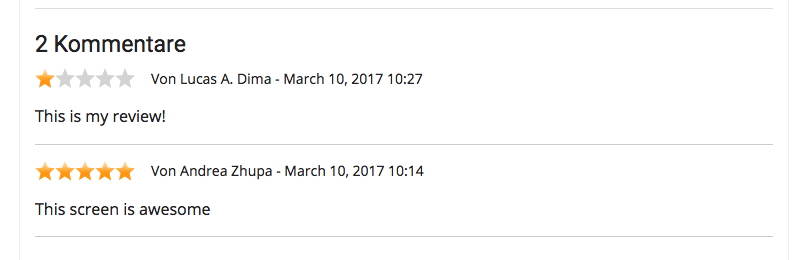 2 Kommentare
Von Lucas A. Dima - March 10, 2017 10:27
This is my review!
Von Andrea Zhupa - March 10, 2017 10:14
This screen is awesome